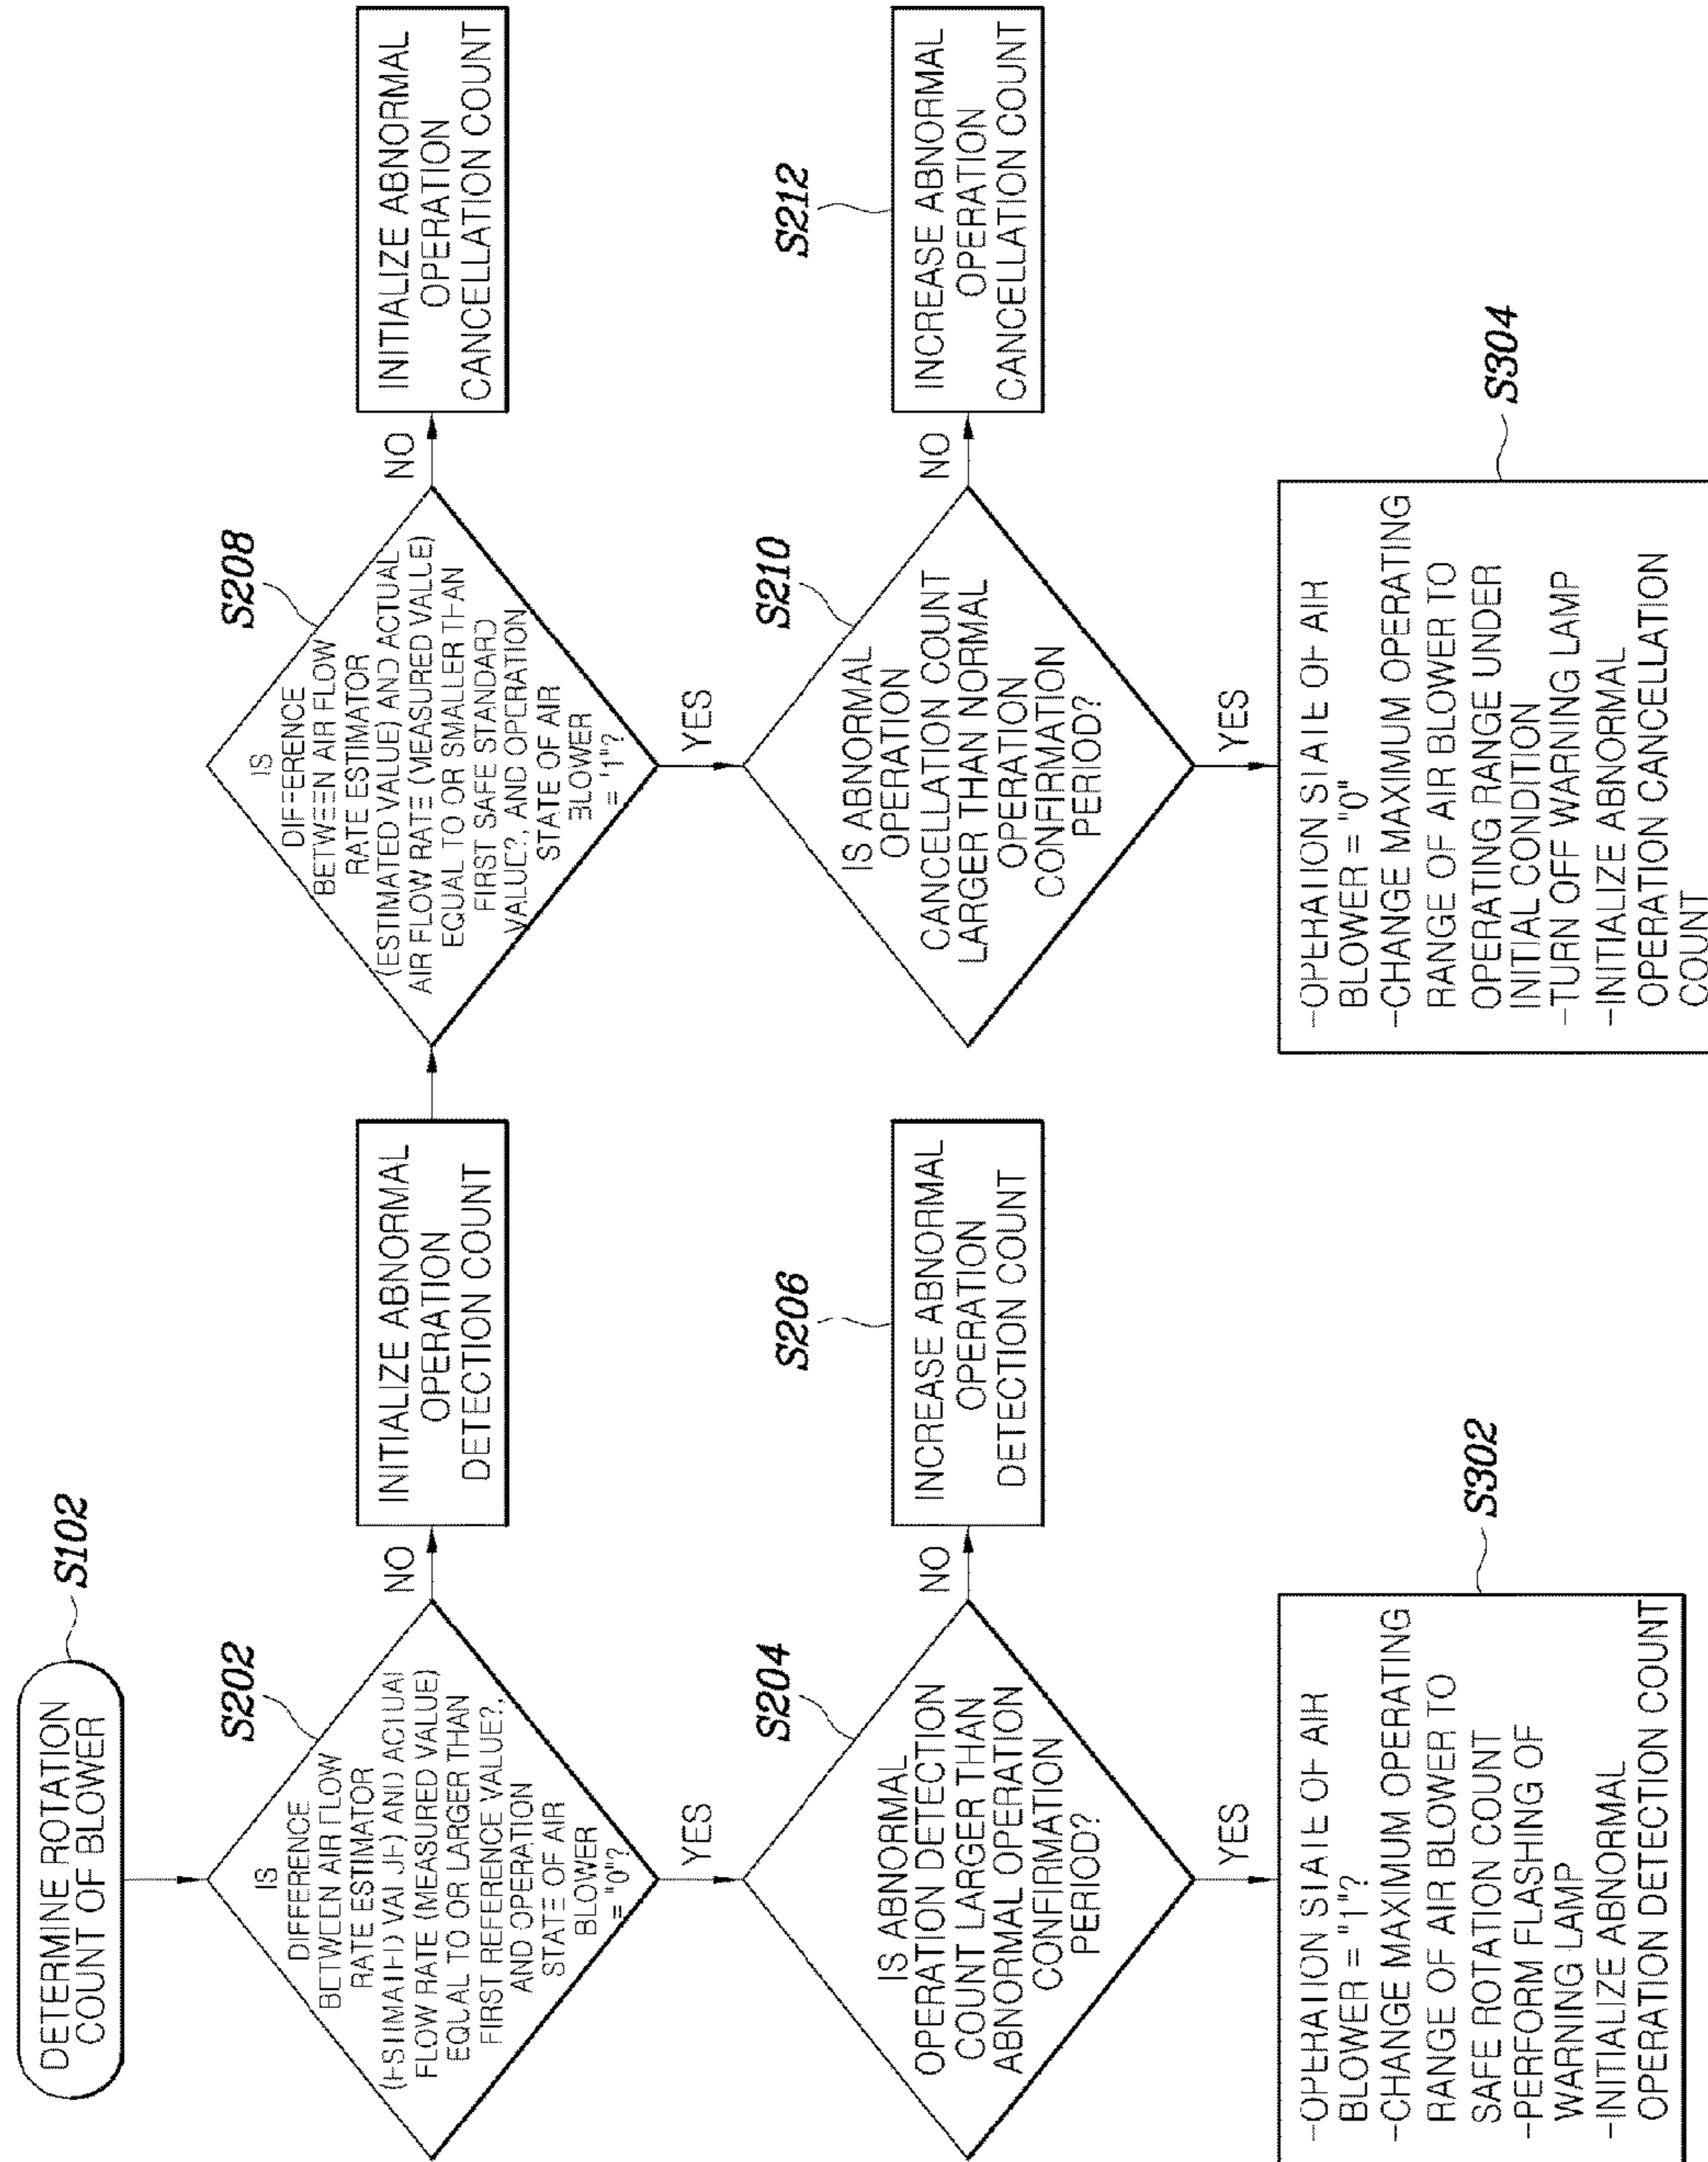 DETERMINE ROTATION
COUNT OF BLOWER
S102
IS
DIFFERENCE
BETWEEN AIR FLOW
RATE ESTIMATOR
(ESTIMATED VALUE) AND ACTUAL
FLOW RATE (MEASURED VALUE)
EQUAL TO OR LARGER THAN
FIRST REFERENCE VALUE?,
AND OPERATION
STATE OF AIR
BLOWER
= "0"?
S202
NO
INITIALIZE ABNORMAL
OPERATION
DETECTION COUNT
IS
DIFFERENCE
BETWEEN AIR FLOW
RATE ESTIMATOR
(ESTIMATED VALUE) AND ACTUAL
AIR FLOW RATE (MEASURED VALUE)
EQUAL TO OR SMALLER THAN
FIRST SAFE STANDARD
VALUE?, AND OPERATION
STATE OF AIR
BLOWER
= '1"?
S208
NO
INITIALIZE ABNORMAL
OPERATION
CANCELLATION COUNT
YES
YES
IS ABNORMAL
OPERATION DETECTION
COUNT LARGER THAN
ABNORMAL OPERATION
CONFIRMATION
PERIOD?
S204
NO
INCREASE ABNORMAL
OPERATION
DETECTION COUNT
S206
IS ABNORMAL
OPERATION
CANCELLATION COUNT
LARGER THAN NORMAL
OPERATION
CONFIRMATION
PERIOD?
S210
NO
INCREASE ABNORMAL
OPERATION
CANCELLATION COUNT
S212
YES
YES
-OPERATION STATE OF AIR
BLOWER = "1"?
-CHANGE MAXIMUM OPERATING
RANGE OF AIR BLOWER TO
SAFE ROTATION COUNT
-PERFORM FLASHING OF
WARNING LAMP
-INITIALIZE ABNORMAL
OPERATION DETECTION COUNT
S302
-OPERATION STATE OF AIR
BLOWER = "0"
-CHANGE MAXIMUM OPERATING
RANGE OF AIR BLOWER TO
OPERATING RANGE UNDER
INITIAL CONDITION
-TURN OFF WARNING LAMP
-INITIALIZE ABNORMAL
OPERATION CANCELLATION
COUNT
S304